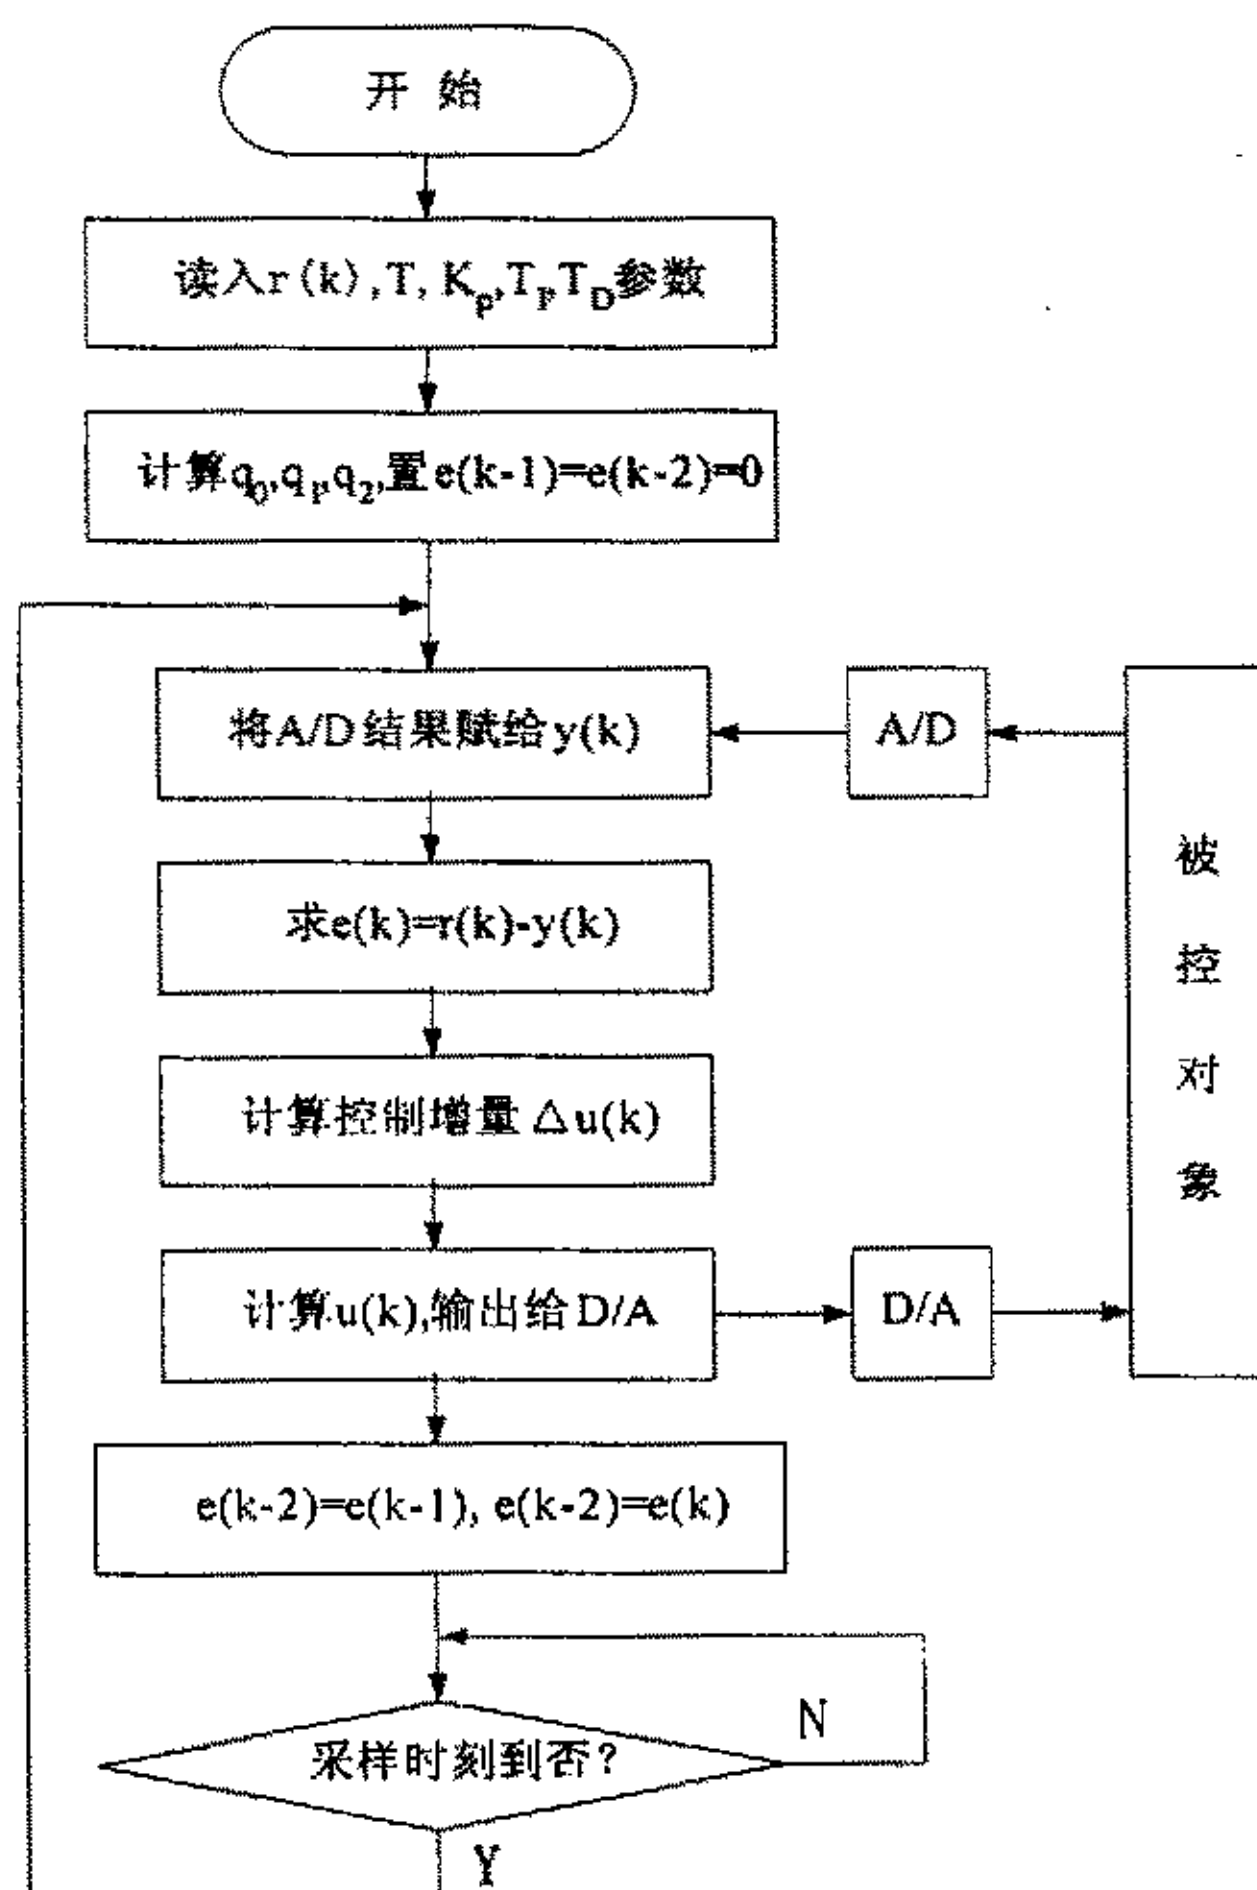 开 始
读入r(k),T, Kp,TI,TD参数
计算q0,q1,q2,置e(k-1)=e(k-2)=0
将A/D结果赋给y(k)
A/D
求e(k)=r(k)-y(k)
计算控制增量△u(k)
计算u(k),输出给D/A
D/A
被
控
对
象
e(k-2)=e(k-1), e(k-2)=e(k)
采样时刻到否?
N
Y